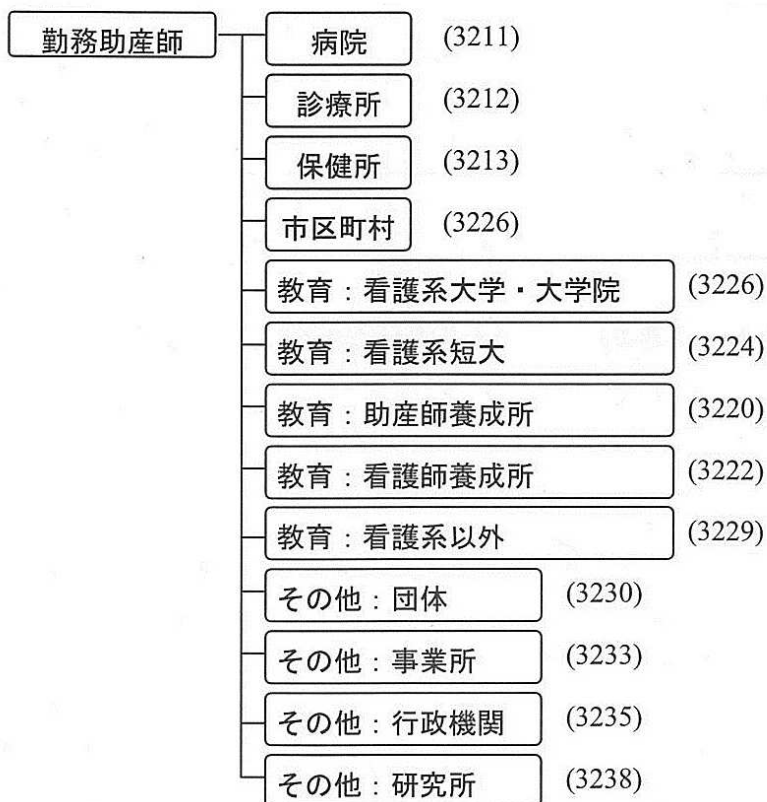 勤務助産師
病院 (3211)
診療所 (3212)
保健所 (3213)
市区町村 (3226)
教育：看護系大学・大学院 (3226)
教育：看護系短大 (3224)
教育：助産師養成所 (3220)
教育：看護師養成所 (3222)
教育：看護系以外 (3229)
その他：団体 (3230)
その他：事業所 (3233)
その他：行政機関 (3235)
その他：研究所 (3238)